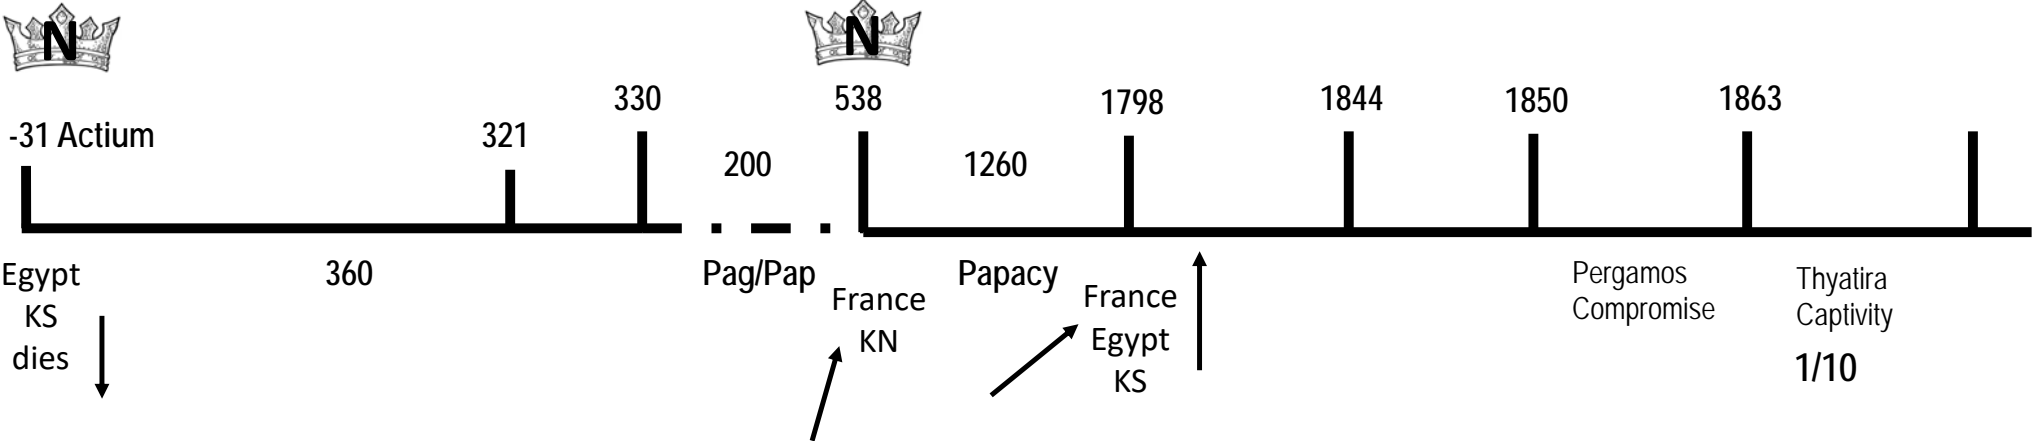 N
N
330
538
1798
1844
1850
1863
-31 Actium
321
200
1260
Egypt
KS
dies
360
Pag/Pap
France
KN
Papacy
France
Egypt
KS
Pergamos
Compromise
Thyatira
Captivity
1/10